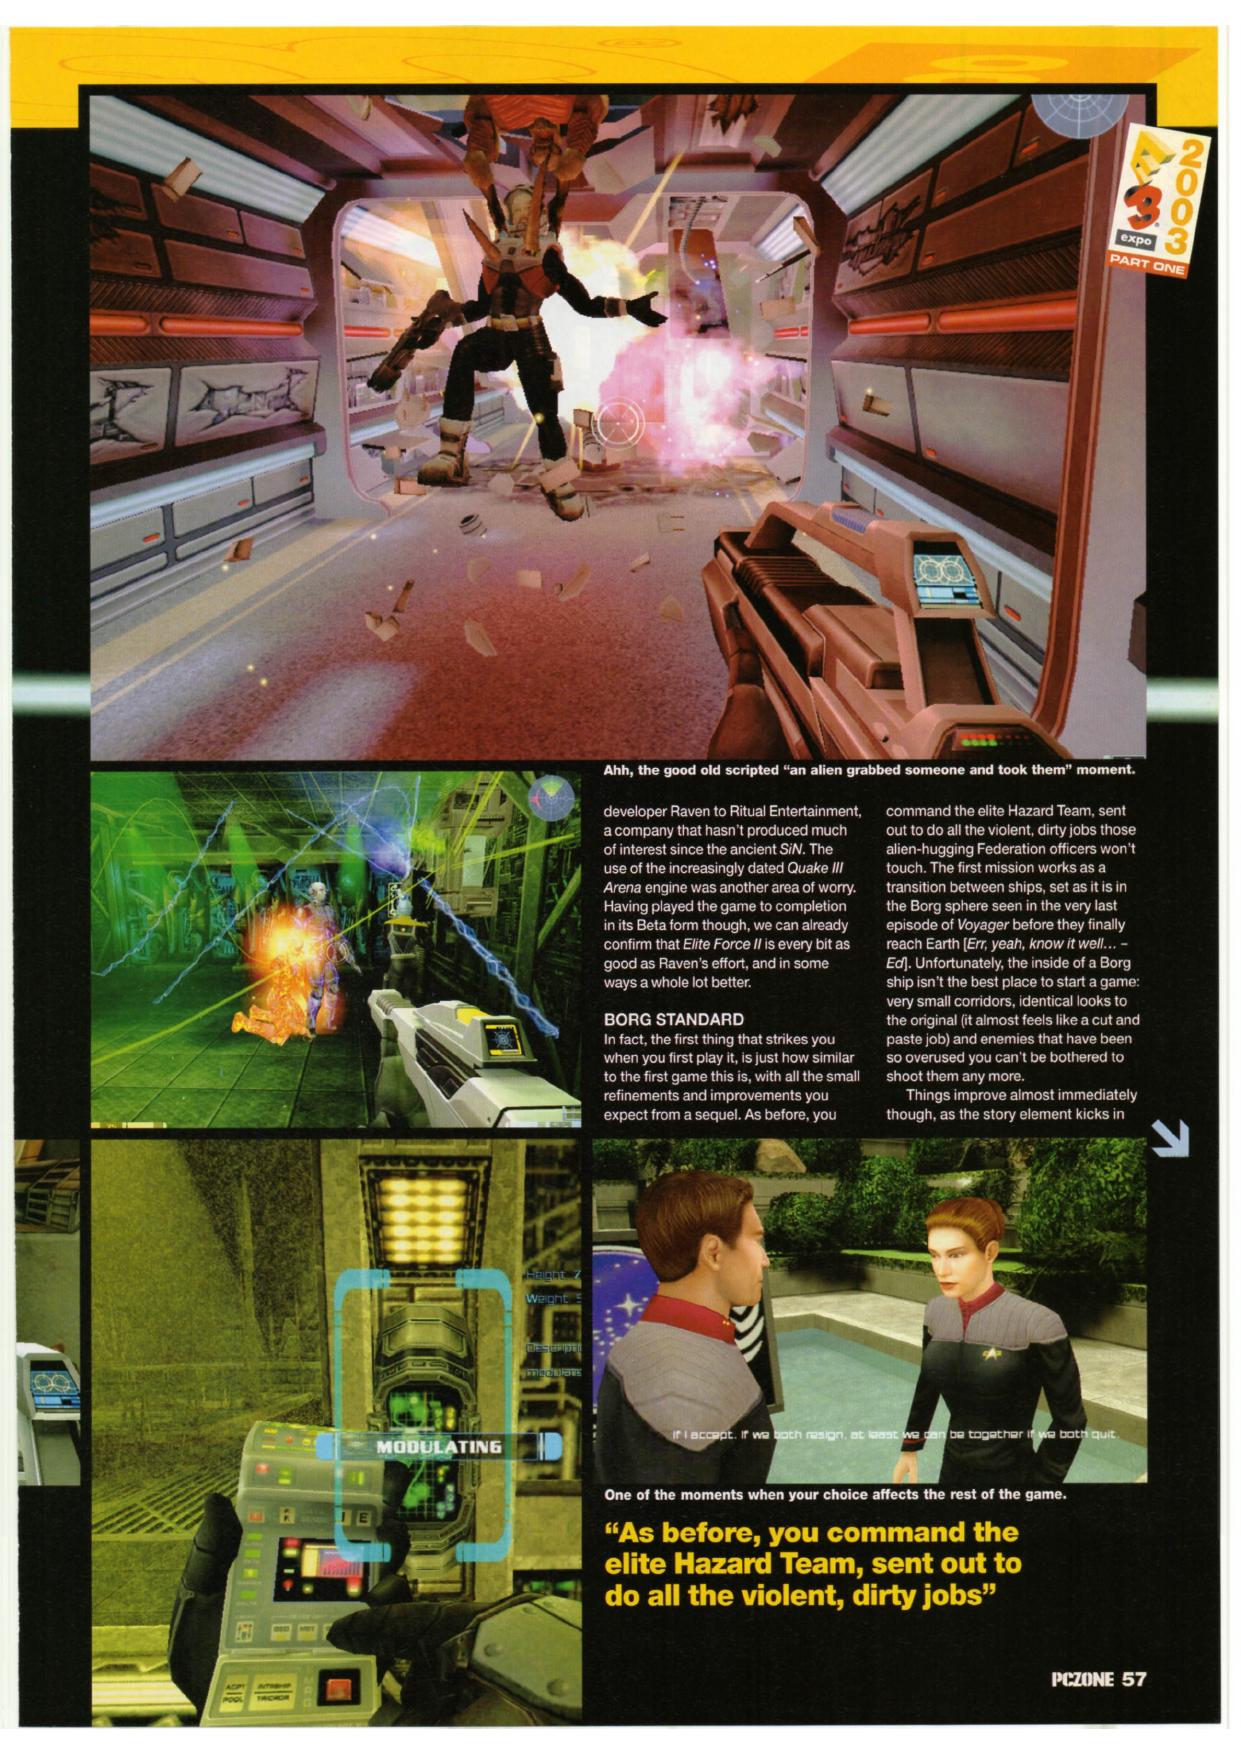 E3
expo
2003
PART ONE
Ahh, the good old scripted "an alien grabbed someone and took them" moment.
developer Raven to Ritual Entertainment,
a company that hasn't produced much
of interest since the ancient SiN. The
use of the increasingly dated Quake III
Arena engine was another area of worry.
Having played the game to completion
in its Beta form though, we can already
confirm that Elite Force II is every bit as
good as Raven's effort, and in some
ways a whole lot better.
BORG STANDARD
In fact, the first thing that strikes you
when you first play it, is just how similar
to the first game this is, with all the small
refinements and improvements you
expect from a sequel. As before, you
command the elite Hazard Team, sent
out to do all the violent, dirty jobs those
alien-hugging Federation officers won't
touch. The first mission works as a
transition between ships, set as it is in
the Borg sphere seen in the very last
episode of Voyager before they finally
reach Earth [Err, yeah, know it well... –
Ed]. Unfortunately, the inside of a Borg
ship isn't the best place to start a game:
very small corridors, identical looks to
the original (it almost feels like a cut and
paste job) and enemies that have been
so overused you can't be bothered to
shoot them any more.
Things improve almost immediately
though, as the story element kicks in
Height: 
Weight: 
MODULATING
ACPT
POOL
INTRSHIP
TRICRDR
If I accept. If we both resign, at least we can be together if we both quit.
One of the moments when your choice affects the rest of the game.
"As before, you command the
elite Hazard Team, sent out to
do all the violent, dirty jobs"
PCZONE 57